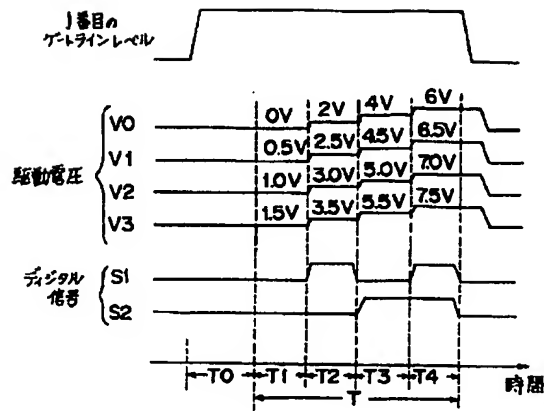 j番目の
ゲートラインレベル
0V 2V 4V 6V
V0
0.5V 2.5V 4.5V 6.5V
V1
1.0V 3.0V 5.0V 7.0V
V2
1.5V 3.5V 5.5V 7.5V
V3
駆動電圧
ディジタル
信号
S1
S2
T0 T1 T2 T3 T4
T
時間